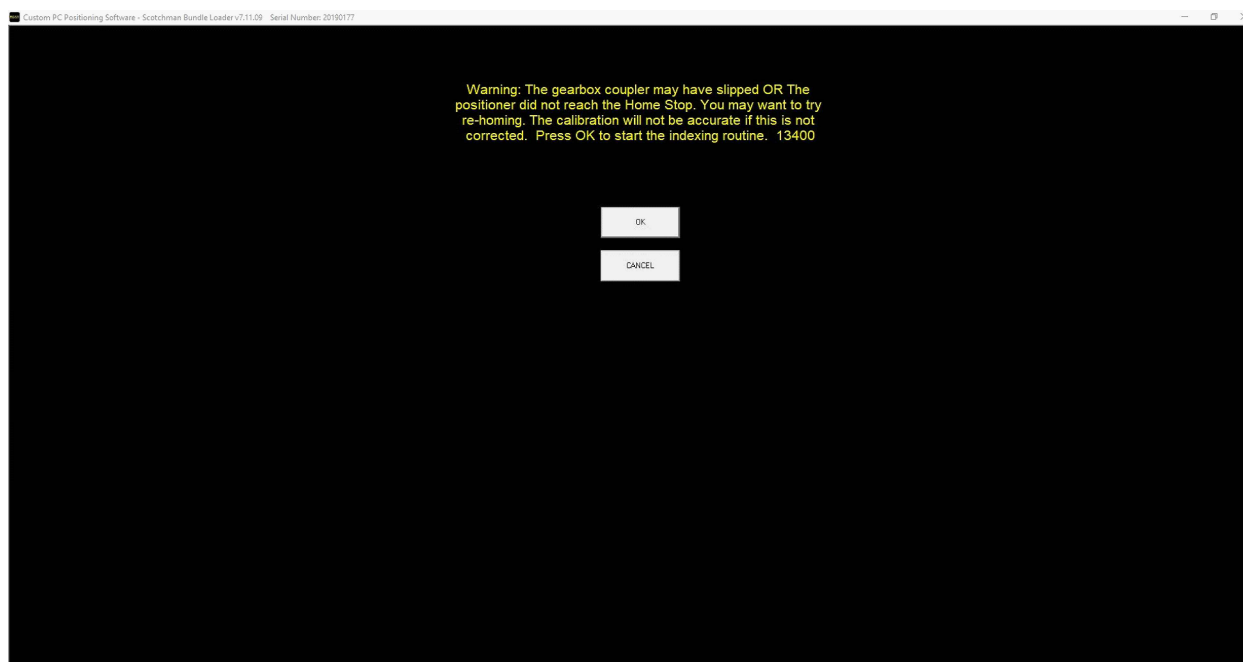 Custom PC Positioning Software - Scotchman Bundle Loader v7.11.09 Serial Number: 20190177
Warning: The gearbox coupler may have slipped OR The
positioner did not reach the Home Stop. You may want to try
re-homing. The calibration will not be accurate if this is not
corrected.  Press OK to start the indexing routine.  13400
OK
CANCEL